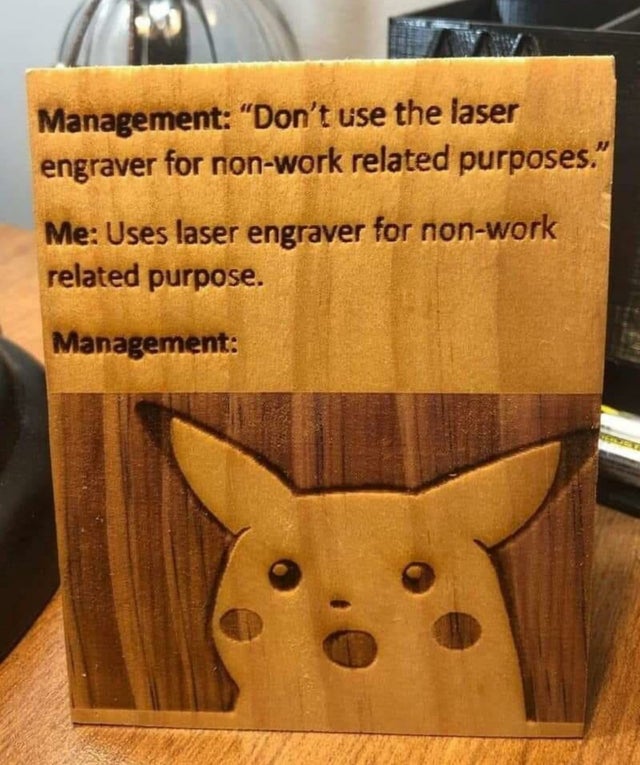 Management: “Don’t use the laser
engraver for non-work related purposes.”
Me: Uses laser engraver for non-work
related purpose.
Management: